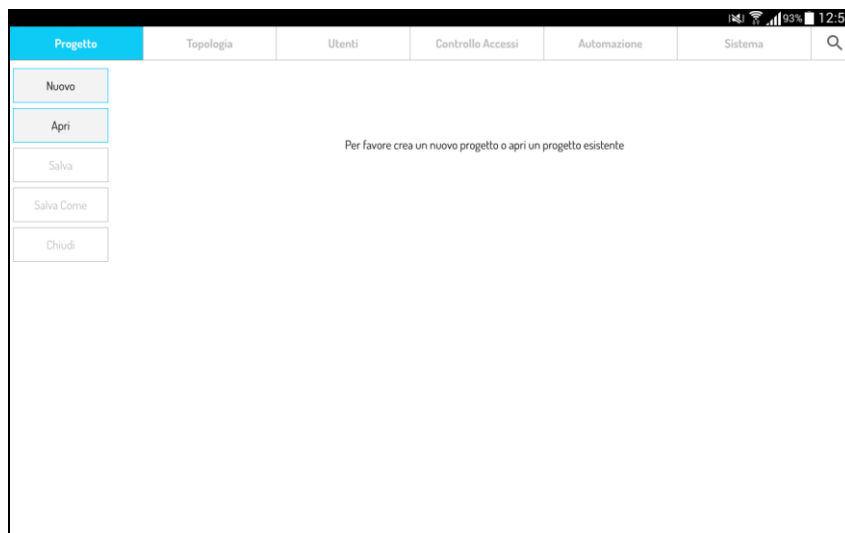 93% 12:5
Progetto Topologia Utenti Controllo Accessi Automazione Sistema
Nuovo
Apri
Per favore crea un nuovo progetto o apri un progetto esistente
Salva
Salva Come
Chiudi